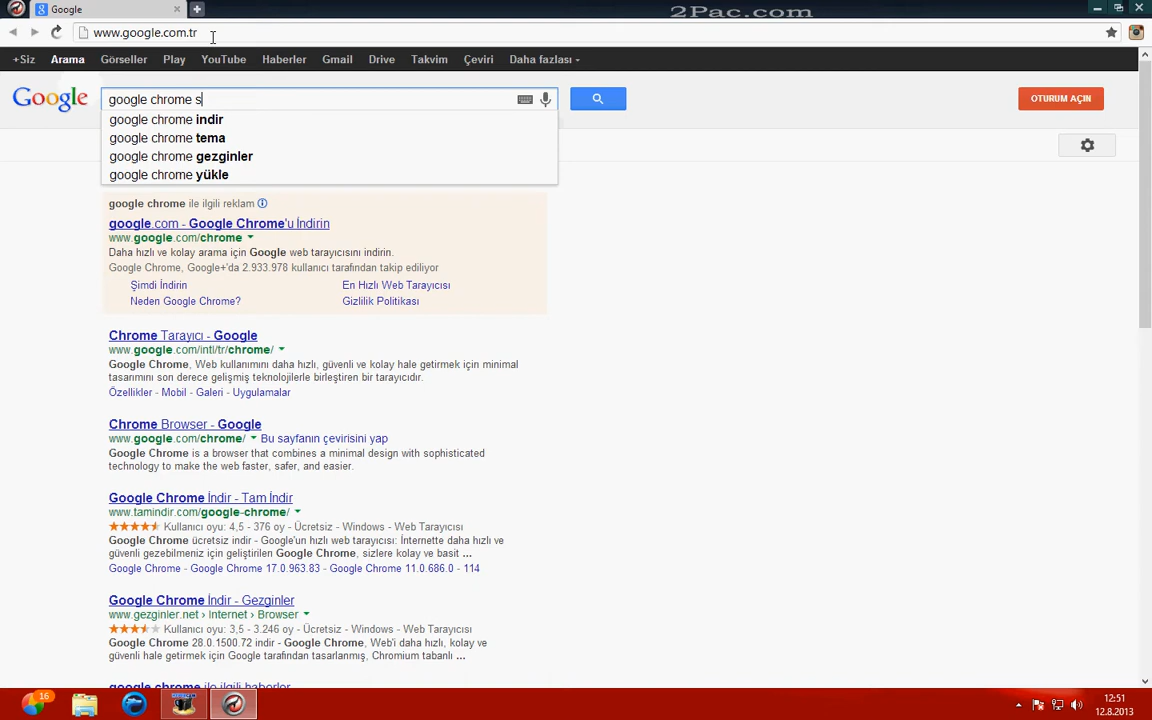 Google
2Pac.com
www.google.com.tr
+Siz Arama Görseller Play YouTube Haberler Gmail Drive Takvim Çeviri Daha fazlası
Google
google chrome s
OTURUM AÇIN
google chrome indir
google chrome tema
google chrome gezginler
google chrome yükle
google chrome ile ilgili reklam
google.com - Google Chrome'u İndirin
www.google.com/chrome
Daha hızlı ve kolay arama için Google web tarayıcısını indirin.
Google Chrome, Google+'da 2.933.978 kullanıcı tarafından takip ediliyor
Şimdi İndirin En Hızlı Web Tarayıcısı
Neden Google Chrome? Gizlilik Politikası
Chrome Tarayıcı - Google
www.google.com/intl/tr/chrome/
Google Chrome, Web kullanımını daha hızlı, güvenli ve kolay hale getirmek için minimal
tasarımını son derece gelişmiş teknolojilerle birleştiren bir tarayıcıdır.
Özellikler - Mobil - Galeri - Uygulamalar
Chrome Browser - Google
www.google.com/chrome/ Bu sayfanın çevirisini yap
Google Chrome is a browser that combines a minimal design with sophisticated
technology to make the web faster, safer, and easier.
Google Chrome İndir - Tam İndir
www.tamindir.com/google-chrome/
Kullanıcı oyu: 4,5 - 376 oy - Ücretsiz - Windows - Web Tarayıcısı
Google Chrome ücretsiz indir - Google'un hızlı web tarayıcısı: İnternette daha hızlı ve
güvenli gezebilmeniz için geliştirilen Google Chrome, sizlere kolay ve basit ...
Google Chrome - Google Chrome 17.0.963.83 - Google Chrome 11.0.686.0 - 114
Google Chrome İndir - Gezginler
www.gezginler.net › Internet › Browser
Kullanıcı oyu: 3,5 - 3.246 oy - Ücretsiz - Windows - Web Tarayıcısı
Google Chrome 28.0.1500.72 indir - Google Chrome, Web'i daha hızlı, kolay ve
güvenli hale getirmek için Google tarafından tasarlanmış, Chromium tabanlı ...
google chrome ile ilgili haberler
16
12:51
12.8.2013